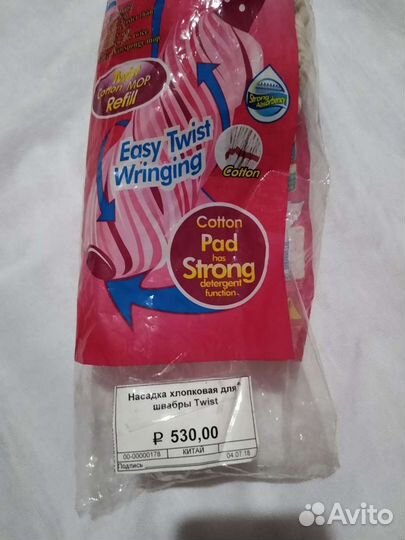 Twist
Cotton MOP
Refill
Strong
Absorbency
Easy Twist
Wringing
Cotton
Cotton
Pad
has
Strong
detergent
function
Насадка хлопковая для
швабры Twist
₽ 530,00
00-00000178 КИТАЙ 04.07.18
Подпись
Avito